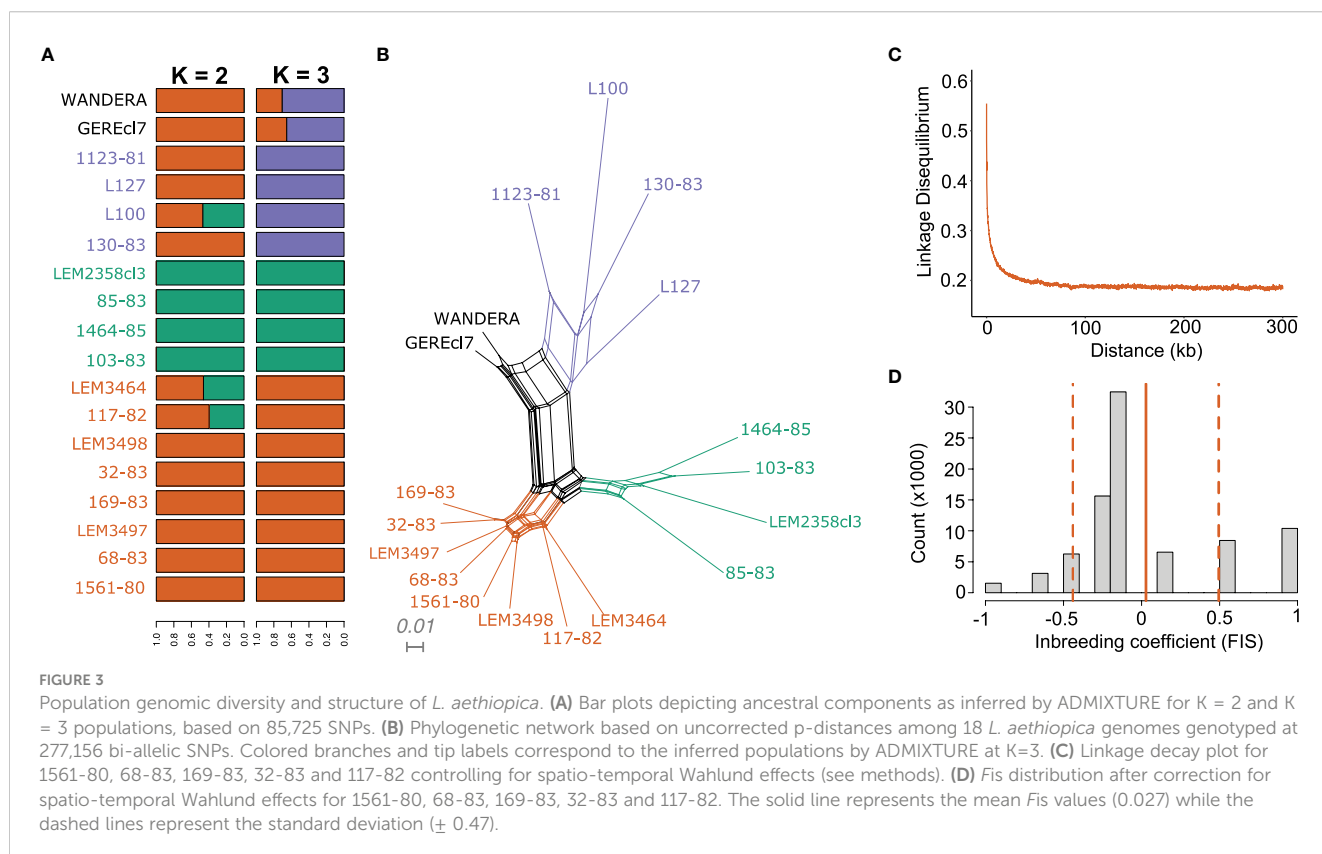 A
K = 2
K = 3
WANDERA
GEREcl7
1123-81
L127
L100
130-83
LEM2358cl3
85-83
1464-85
103-83
LEM3464
117-82
LEM3498
32-83
169-83
LEM3497
68-83
1561-80
1.0
0.8
0.6
0.4
0.2
0.0
1.0
0.8
0.6
0.4
0.2
0.0
B
L100
1123-81
130-83
L127
WANDERA
GEREcl7
1464-85
103-83
LEM2358cl3
85-83
169-83
32-83
LEM3497
68-83
1561-80
LEM3498
117-82
LEM3464
0.01
C
Linkage Disequilibrium
0.6
0.5
0.4
0.3
0.2
0
100
200
300
Distance (kb)
D
Count (x1000)
30
25
20
15
10
5
0
-1
-0.5
0
0.5
1
Inbreeding coefficient (FIS)
FIGURE 3
Population genomic diversity and structure of L. aethiopica. (A) Bar plots depicting ancestral components as inferred by ADMIXTURE for K = 2 and K
= 3 populations, based on 85,725 SNPs. (B) Phylogenetic network based on uncorrected p-distances among 18 L. aethiopica genomes genotyped at
277,156 bi-allelic SNPs. Colored branches and tip labels correspond to the inferred populations by ADMIXTURE at K=3. (C) Linkage decay plot for
1561-80, 68-83, 169-83, 32-83 and 117-82 controlling for spatio-temporal Wahlund effects (see methods). (D) Fis distribution after correction for
spatio-temporal Wahlund effects for 1561-80, 68-83, 169-83, 32-83 and 117-82. The solid line represents the mean Fis values (0.027) while the
dashed lines represent the standard deviation (± 0.47).